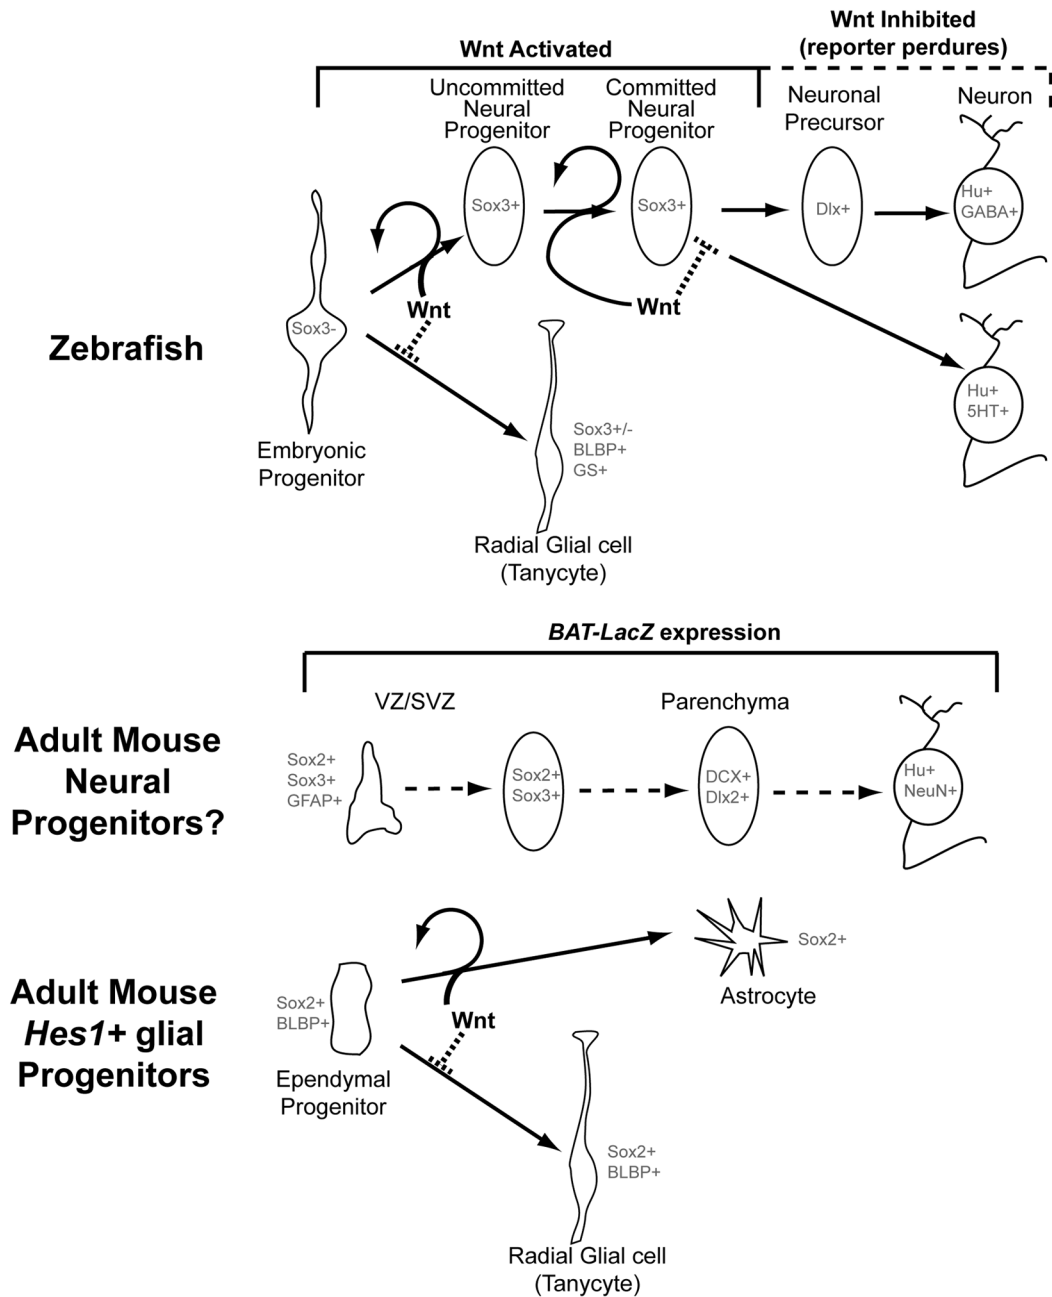 Wnt Activated
Wnt Inhibited
(reporter perdures)
Uncommitted
Neural
Progenitor
Committed
Neural
Progenitor
Neuronal
Precursor
Neuron
Sox3+
Sox3+
Dlx+
Hu+
GABA+
Wnt
Wnt
Zebrafish
Sox3-
Hu+
5HT+
Embryonic
Progenitor
Sox3+/-
BLBP+
GS+
Radial Glial cell
(Tanycyte)
BAT-LacZ expression
VZ/SVZ
Parenchyma
Adult Mouse
Neural
Progenitors?
Sox2+
Sox3+
GFAP+
Sox2+
Sox3+
DCX+
Dlx2+
Hu+
NeuN+
Adult Mouse
Hes1+ glial
Progenitors
Sox2+
BLBP+
Ependymal
Progenitor
Wnt
Sox2+
Astrocyte
Sox2+
BLBP+
Radial Glial cell
(Tanycyte)